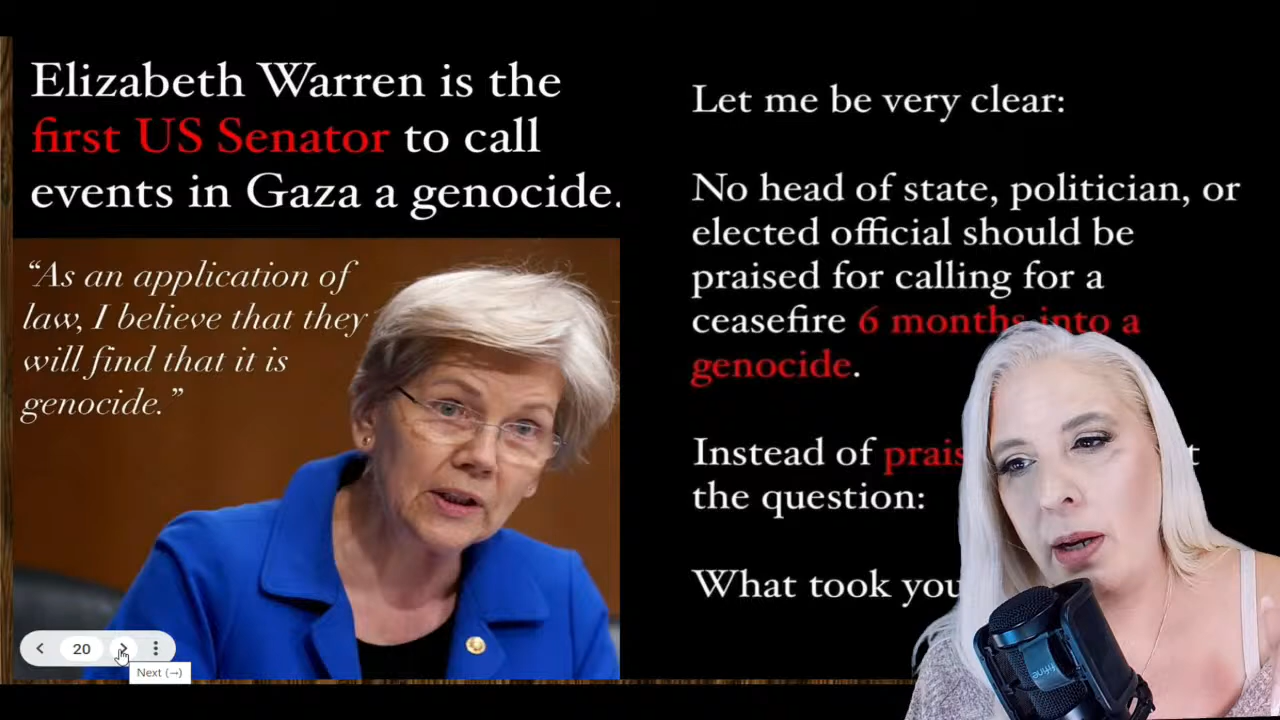 Elizabeth Warren is the
first US Senator to call
events in Gaza a genocide.
"As an application of
law, I believe that they
will find that it is
genocide."
Let me be very clear:
No head of state, politician, or
elected official should be
praised for calling for a
ceasefire 6 months into a
genocide.
Instead of
the question:
What took you
20
Next (→)